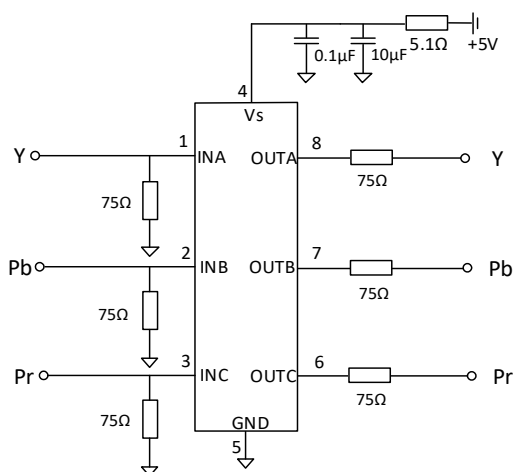 0.1μF 10μF 5.1Ω +5V
4
Vs
Y 1 INA OUTA 8 Y
75Ω 75Ω
Pb 2 INB OUTB 7 Pb
75Ω 75Ω
Pr 3 INC OUTC 6 Pr
75Ω 75Ω
GND
5